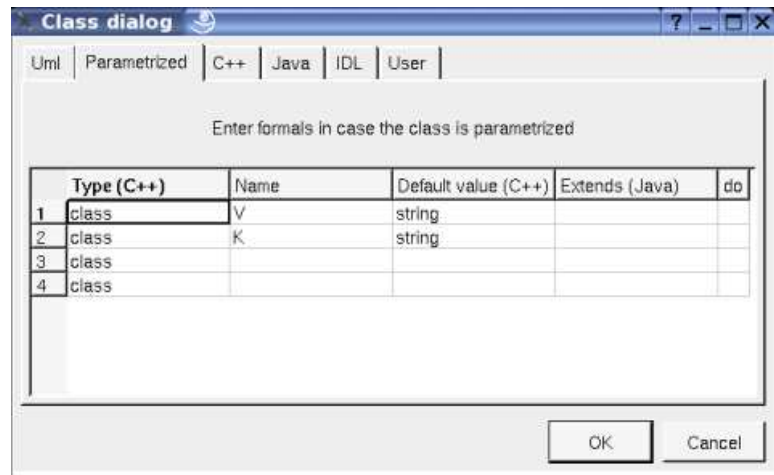 Class dialog
? _ X
Uml Parametrized C++ Java IDL User
Enter formals in case the class is parametrized
Type (C++) Name Default value (C++) Extends (Java) do
1 class V string
2 class K string
3 class
4 class
OK Cancel